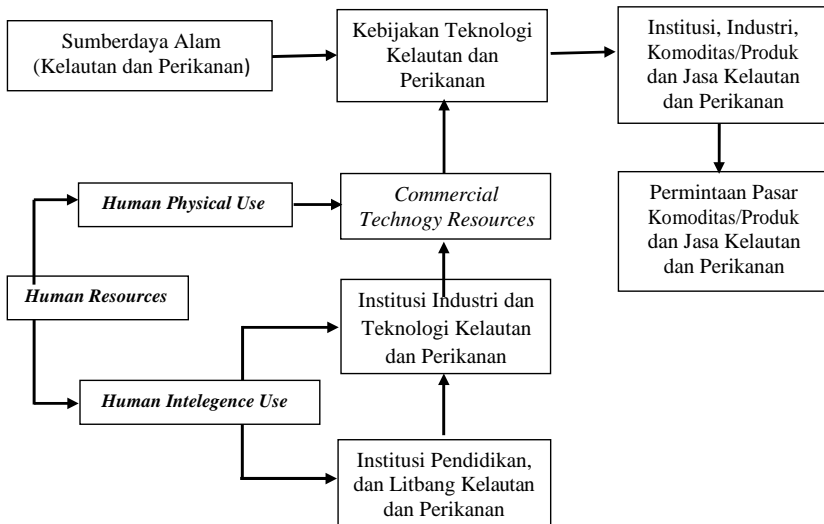 Sumberdaya Alam
(Kelautan dan Perikanan)
Kebijakan Teknologi
Kelautan dan
Perikanan
Institusi, Industri,
Komoditas/Produk
dan Jasa Kelautan
dan Perikanan
Human Physical Use
Commercial
Technogy Resources
Permintaan Pasar
Komoditas/Produk
dan Jasa Kelautan
dan Perikanan
Human Resources
Institusi Industri dan
Teknologi Kelautan
dan Perikanan
Human Intelegence Use
Institusi Pendidikan,
dan Litbang Kelautan
dan Perikanan